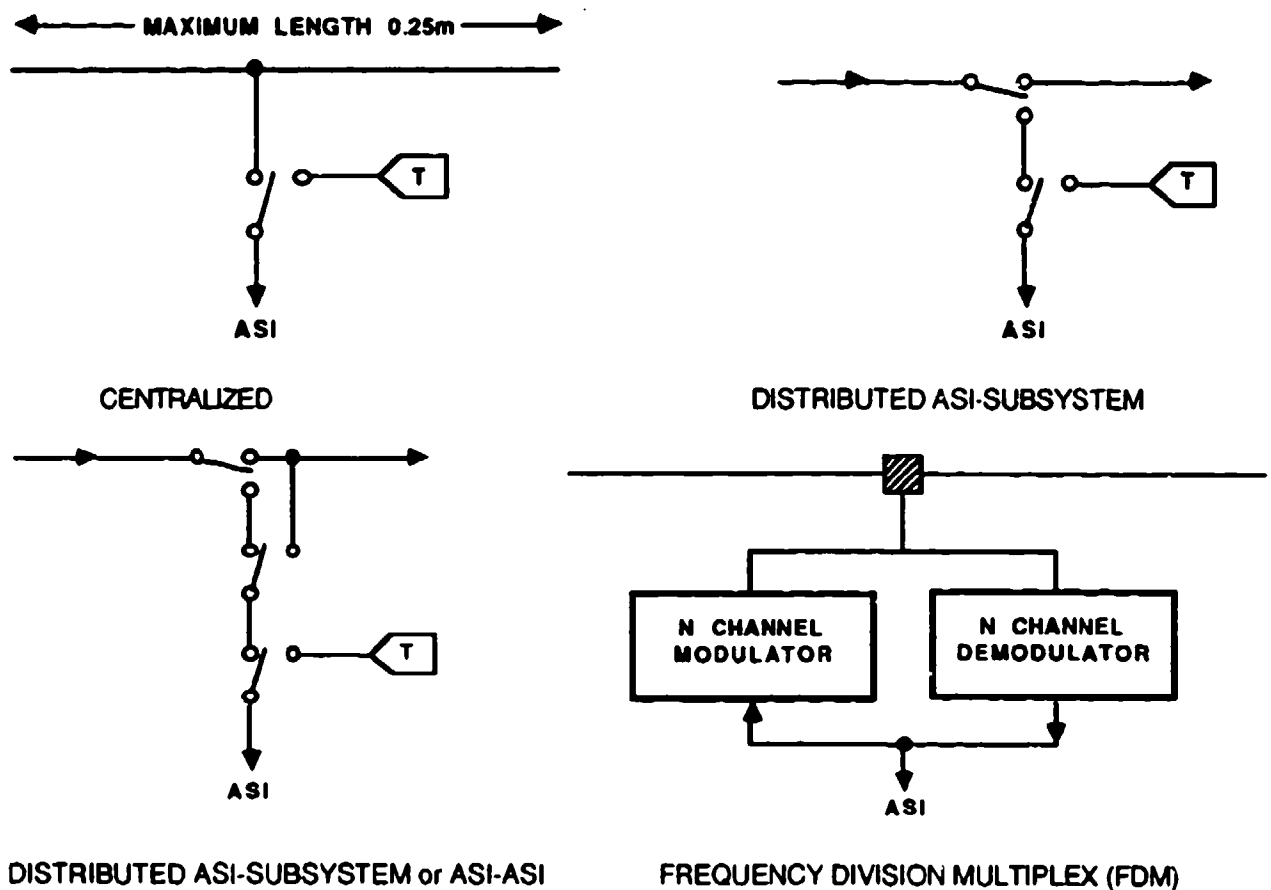 MAXIMUM LENGTH 0.25m
T
ASI
CENTRALIZED
T
ASI
DISTRIBUTED ASI-SUBSYSTEM
T
ASI
DISTRIBUTED ASI-SUBSYSTEM or ASI-ASI
N CHANNEL
MODULATOR
N CHANNEL
DEMODULATOR
ASI
FREQUENCY DIVISION MULTIPLEX (FDM)